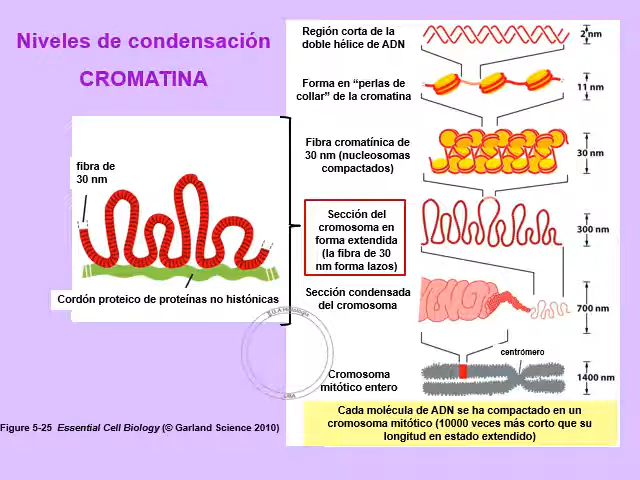 Niveles de condensación
CROMATINA
fibra de
30 nm
Cordón proteico de proteínas no histónicas
Región corta de la
doble hélice de ADN
2 nm
Forma en “perlas de
collar” de la cromatina
11 nm
Fibra cromatínica de
30 nm (nucleosomas
compactados)
30 nm
Sección del
cromosoma en
forma extendida
(la fibra de 30
nm forma lazos)
300 nm
Sección condensada
del cromosoma
700 nm
centrómero
Cromosoma
mitótico entero
1400 nm
Cada molécula de ADN se ha compactado en un
cromosoma mitótico (10000 veces más corto que su
longitud en estado extendido)
Figure 5-25 Essential Cell Biology (© Garland Science 2010)